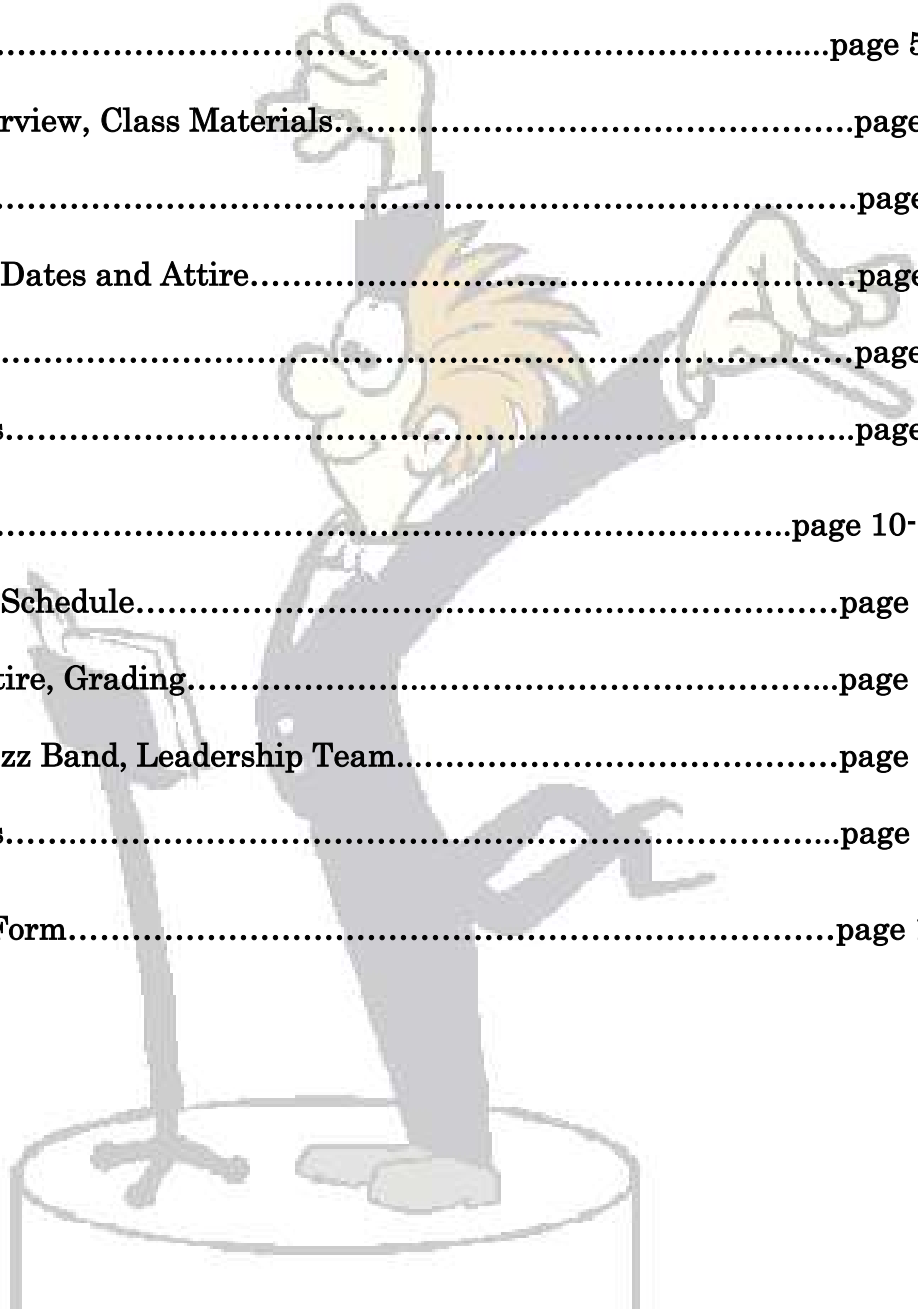 ........................................................................................page 5
rview, Class Materials..........................................................page
........................................................................................page
Dates and Attire....................................................................page
........................................................................................page
s.......................................................................................page
........................................................................................page 10-
Schedule..............................................................................page
tire, Grading.........................................................................page
zz Band, Leadership Team.................................................page
s.......................................................................................page
Form....................................................................................page